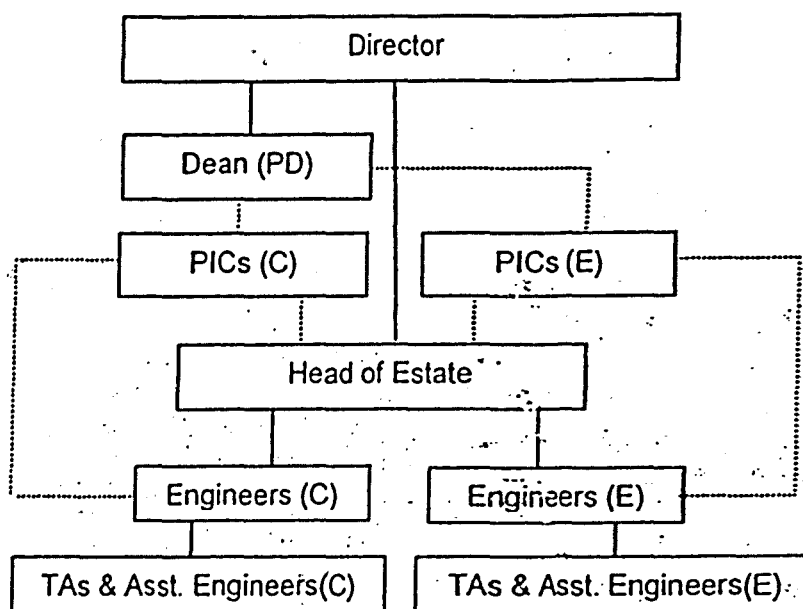 Director
Dean (PD)
PICs (C)
PICs (E)
Head of Estate
Engineers (C)
Engineers (E)
TAs & Asst. Engineers(C)
TAs & Asst. Engineers(E)